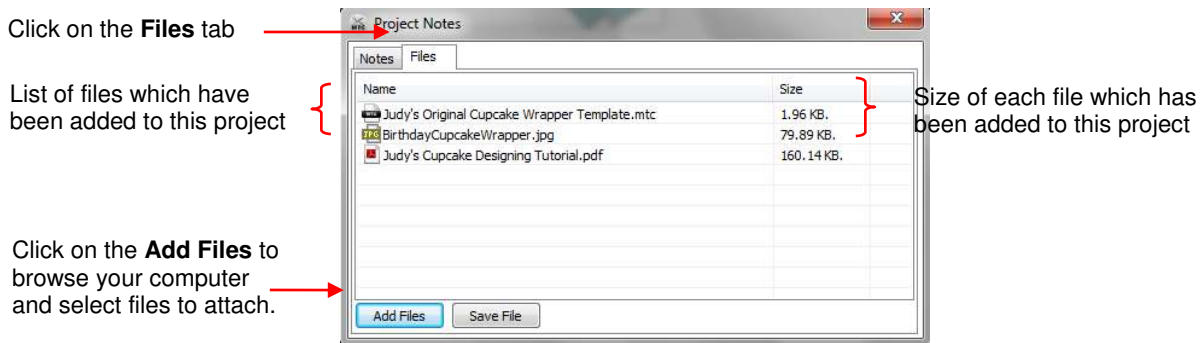 Click on the Files tab
Project Notes
Notes Files
List of files which have
been added to this project
Name Size
Judy's Original Cupcake Wrapper Template.mtc 1.96 KB.
BirthdayCupcakeWrapper.jpg 79.89 KB.
Judy's Cupcake Designing Tutorial.pdf 160.14 KB.
Size of each file which has
been added to this project
Click on the Add Files to
browse your computer
and select files to attach.
Add Files Save File